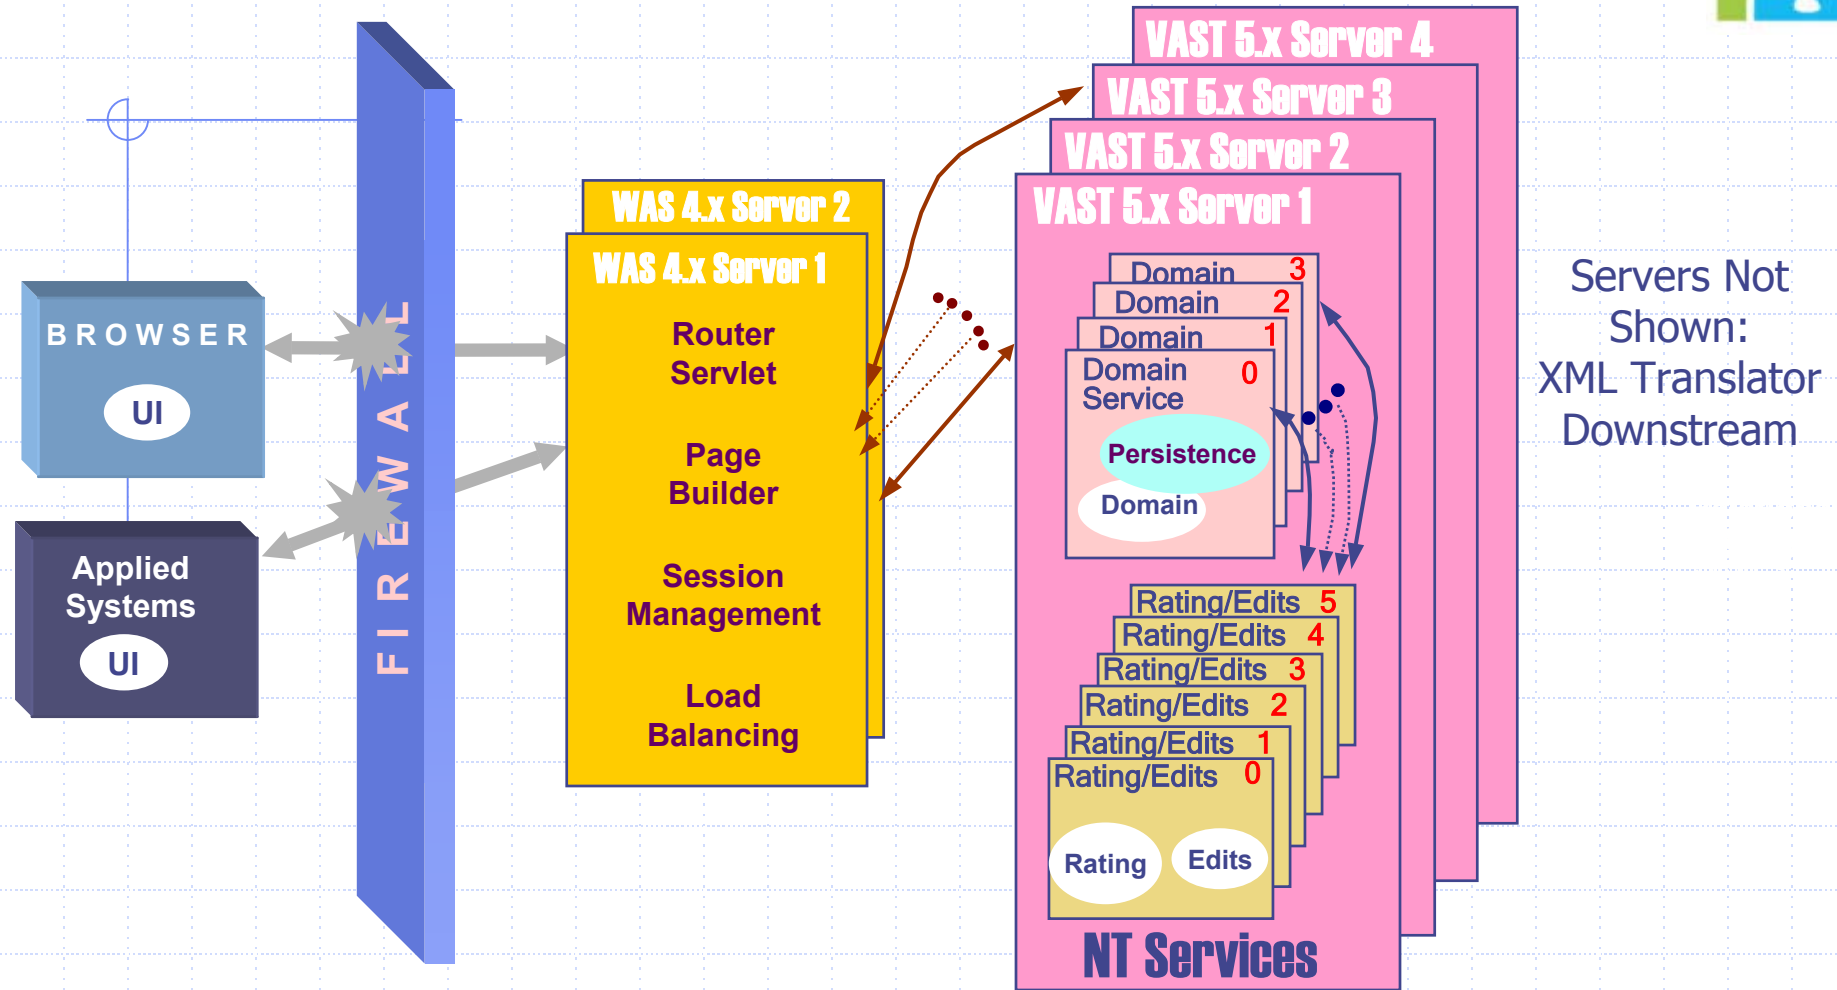 BROWSER
UI
Applied
Systems
UI
FIREWALL
WAS 4.x Server 2
WAS 4.x Server 1
Router
Servlet
Page
Builder
Session
Management
Load
Balancing
VAST 5.x Server 4
VAST 5.x Server 3
VAST 5.x Server 2
VAST 5.x Server 1
Domain 3
Domain 2
Domain 1
Domain 0
Service
Persistence
Domain
Rating/Edits 5
Rating/Edits 4
Rating/Edits 3
Rating/Edits 2
Rating/Edits 1
Rating/Edits 0
Rating
Edits
NT Services
Servers Not
Shown:
XML Translator
Downstream